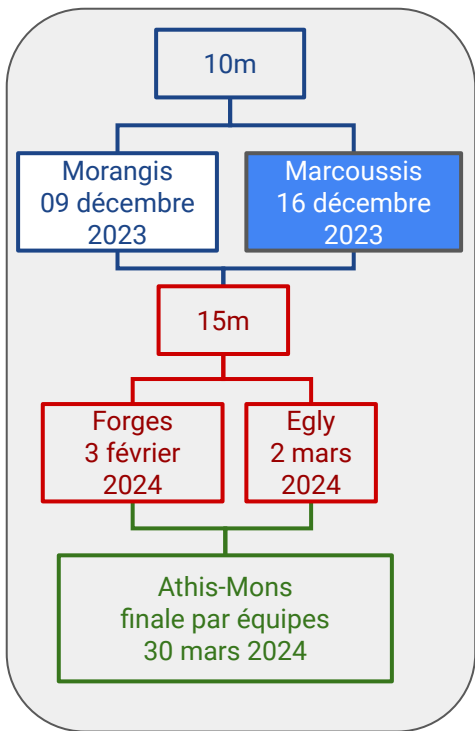 10m
Morangis
09 décembre
2023
Marcoussis
16 décembre
2023
15m
Forges
3 février
2024
Egly
2 mars
2024
Athis-Mons
finale par équipes
30 mars 2024